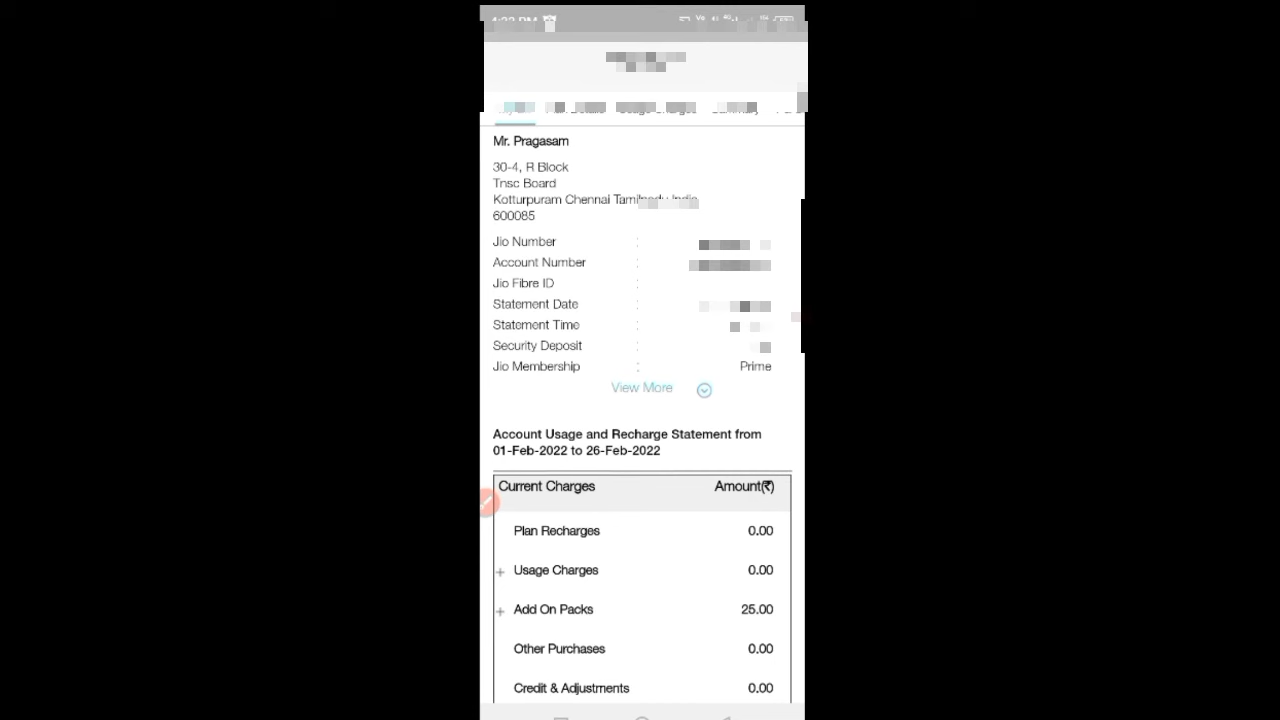 Mr. Pragasam
30-4, R Block
Tnsc Board
Kotturpuram Chennai
600085
Jio Number :
Account Number :
Jio Fibre ID :
Statement Date :
Statement Time :
Security Deposit :
Jio Membership : Prime
View More
Account Usage and Recharge Statement from
01-Feb-2022 to 26-Feb-2022
Current Charges Amount(₹)
Plan Recharges 0.00
+ Usage Charges 0.00
+ Add On Packs 25.00
Other Purchases 0.00
Credit & Adjustments 0.00